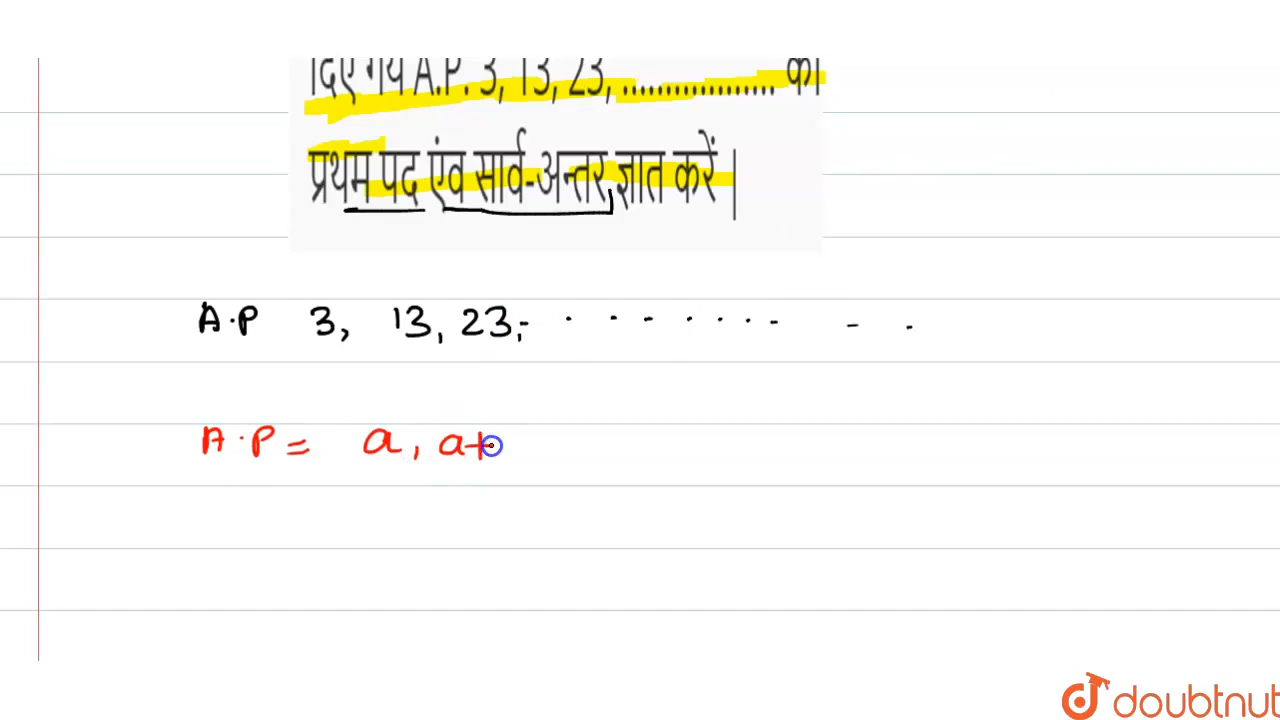 दिए गये A.P. 3, 13, 23, .................. का
प्रथम पद एंव सार्व-अन्तर ज्ञात करें |
A.P 3, 13, 23, - . . - . . . . - - .
A.P = a, a+
doubtnut